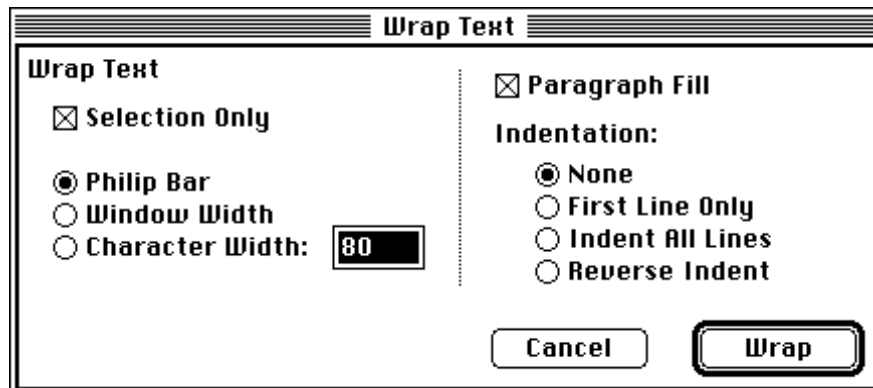 Wrap Text
Wrap Text
Selection Only
Philip Bar
Window Width
Character Width: 80
Paragraph Fill
Indentation:
None
First Line Only
Indent All Lines
Reverse Indent
Cancel
Wrap